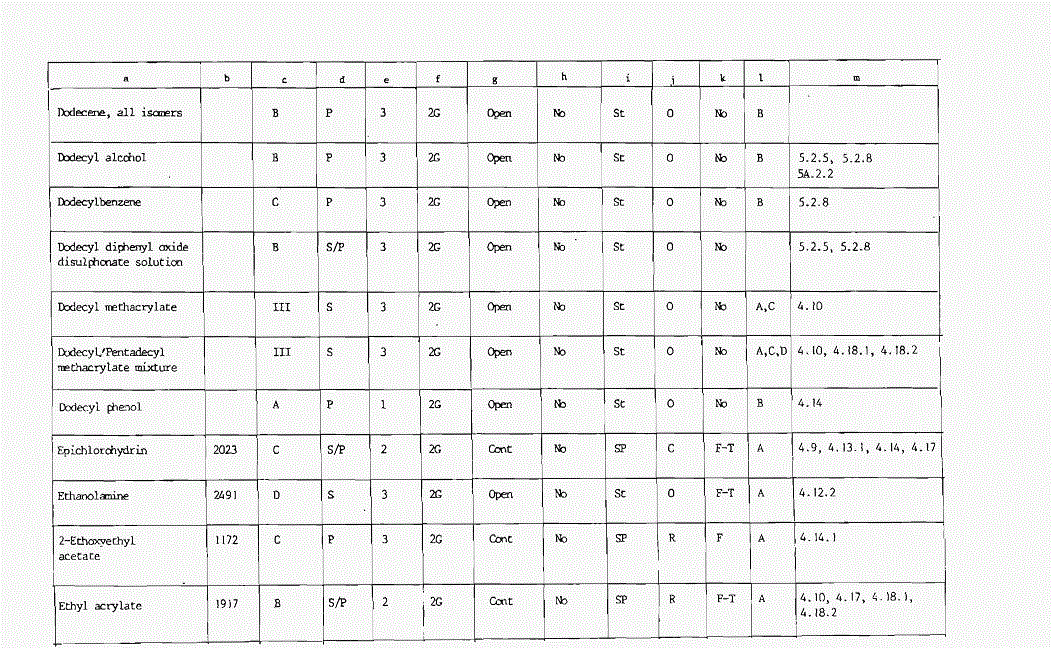 a b c d e f g h i j k l m
Dodecene, all isomers B P 3 2G Open No St O No B
Dodecyl alcohol B P 3 2G Open No St O No B 5.2.5, 5.2.8
5A.2.2
Dodecylbenzene C P 3 2G Open No St O No B 5.2.8
Dodecyl diphenyl oxide B S/P 3 2G Open No St O No 5.2.5, 5.2.8
disulphonate solution
Dodecyl methacrylate III S 3 2G Open No St O No A,C 4.10
Dodecyl/Pentadecyl III S 3 2G Open No St O No A,C,D 4.10, 4.18.1, 4.18.2
methacrylate mixture
Dodecyl phenol A P 1 2G Open No St O No B 4.14
Epichlorohydrin 2023 C S/P 2 2G Cont No SP C F-T A 4.9, 4.13.1, 4.14, 4.17
Ethanolamine 2491 D S 3 2G Open No St O F-T A 4.12.2
2-Ethoxyethyl 1172 C P 3 2G Cont No SP R F A 4.14.1
acetate
Ethyl acrylate 1917 B S/P 2 2G Cont No SP R F-T A 4.10, 4.17, 4.18.1,
4.18.2